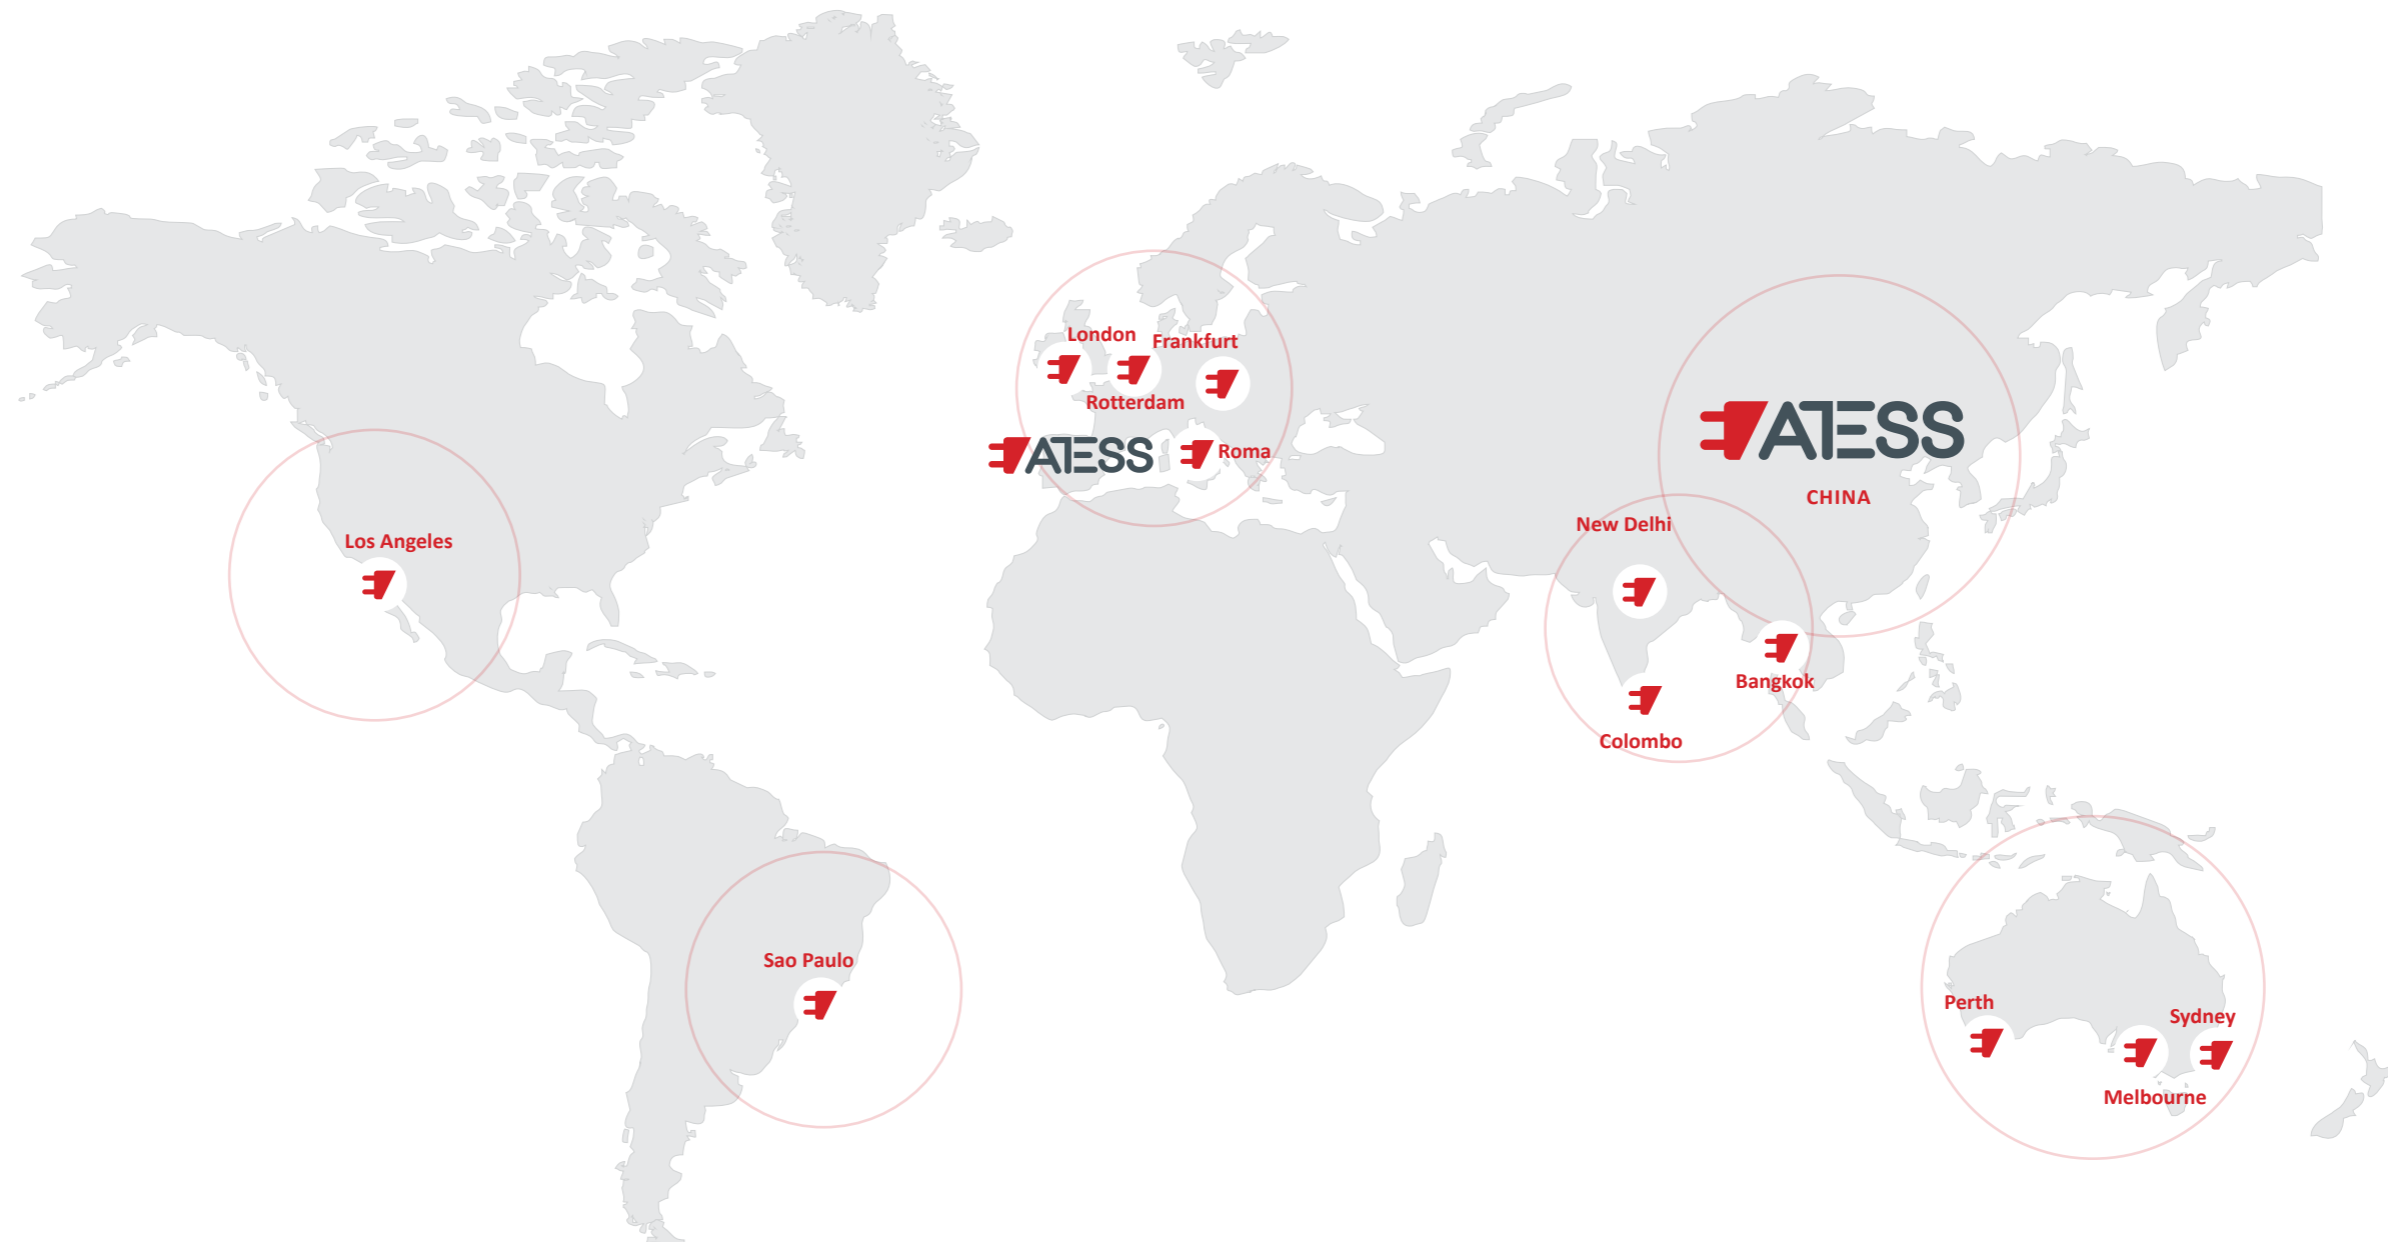 London
Frankfurt
Rotterdam
ATESS
Roma
ATESS
CHINA
New Delhi
Los Angeles
Bangkok
Colombo
Sao Paulo
Perth
Sydney
Melbourne